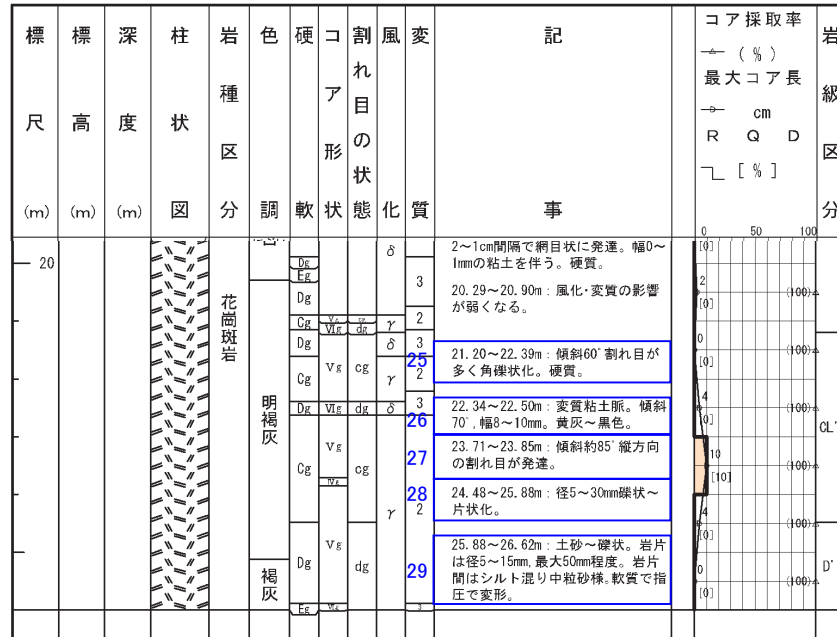 標尺(m)
標高(m)
深度(m)
柱状図
岩種区分
色調
硬軟
コア形状
割れ目の状態
風化
変質
記事
コア採取率
(%)
最大コア長
cm
R Q D
[%]
岩級区分
0 50 100
20
花崗斑岩
明褐灰
褐灰
Dg
Eg
Dg
Cg
Dg
Cg
Dg
Cg
Dg
Eg
Ⅵg
Vg
Ⅵg
Vg
Vg
dg
cg
dg
cg
dg
δ
γ
δ
γ
δ
γ
3
2
3
2
3
2
2~1cm間隔で網目状に発達。幅0~
1mmの粘土を伴う。硬質。
20.29~20.90m:風化・変質の影響
が弱くなる。
25
21.20~22.39m:傾斜60°割れ目が
多く角礫状化。硬質。
26
22.34~22.50m:変質粘土脈。傾斜
70°,幅8~10mm。黄灰~黒色。
27
23.71~23.85m:傾斜約85°縦方向
の割れ目が発達。
28
24.48~25.88m:径5~30mm礫状~
片状化。
29
25.88~26.62m:土砂~礫状。岩片
は径5~15mm,最大50mm程度。岩片
間はシルト混り中粒砂様。軟質で指
圧で変形。
[0]
2
(100)
[0]
0
(100)
[0]
4
(100)
[0]
10
(100)
[10]
4
(100)
[0]
0
(100)
[0]
CL'
D'